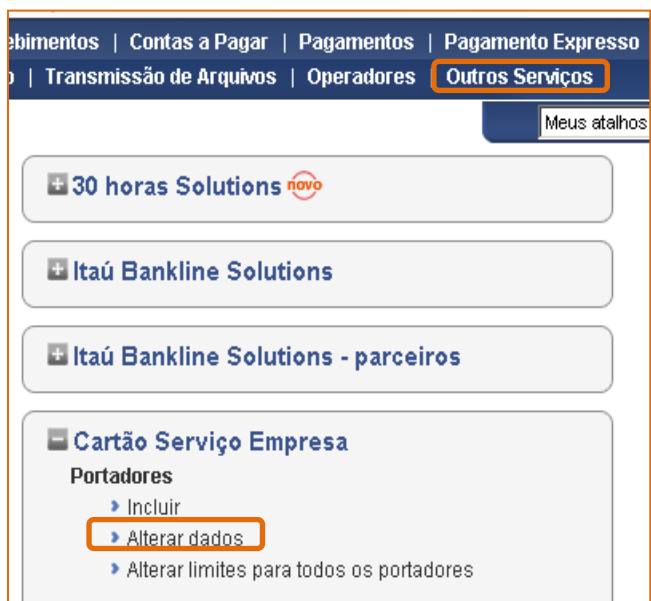 ebimentos | Contas a Pagar | Pagamentos | Pagamento Expresso
o | Transmissão de Arquivos | Operadores | Outros Serviços
Meus atalhos
30 horas Solutions novo
Itaú Bankline Solutions
Itaú Bankline Solutions - parceiros
Cartão Serviço Empresa
Portadores
Incluir
Alterar dados
Alterar limites para todos os portadores